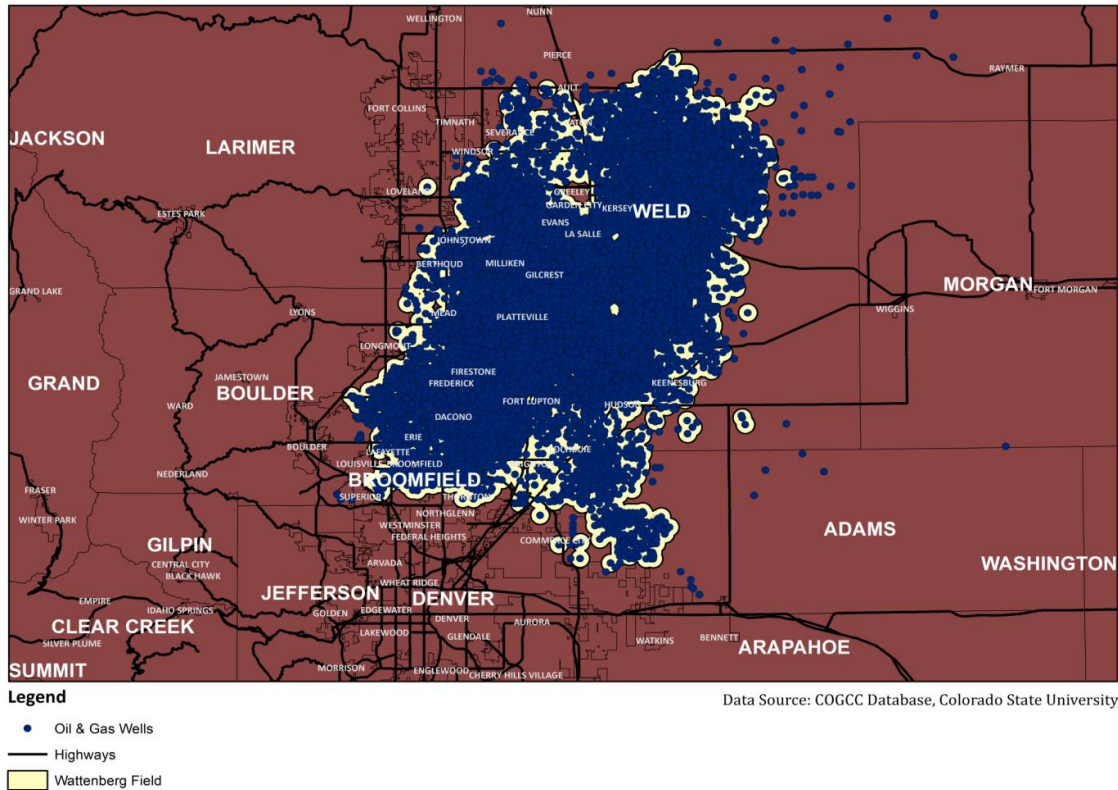 WELLINGTON
NUNN
PIERCE
RAYMER
AULT
FORT COLLINS
TIMNATH
EATON
SEVERANCE
JACKSON
LARIMER
WINDSOR
LOVELAND
GREELEY
GARDEN CITY
KERSEY
WELD
ESTES PARK
EVANS
LA SALLE
JOHNSTOWN
BERTHOUD
MILLIKEN
GILCREST
MORGAN
GRAND LAKE
FORT MORGAN
WIGGINS
LYONS
MEAD
PLATTEVILLE
LONGMONT
FIRESTONE
JAMESTOWN
FREDERICK
KEENESBURG
GRAND
BOULDER
WARD
FORT LUPTON
HUDSON
DACONO
ERIE
BOULDER
LAFAYETTE
LOCHBUIE
LOUISVILLE
BROOMFIELD
BRIGHTON
NEDERLAND
BROOMFIELD
FRASER
SUPERIOR
THORNTON
NORTHGLENN
WINTER PARK
WESTMINSTER
FEDERAL HEIGHTS
COMMERCE CITY
ADAMS
GILPIN
CENTRAL CITY
BLACK HAWK
ARVADA
WASHINGTON
WHEAT RIDGE
JEFFERSON
DENVER
EMPIRE
IDAHO SPRINGS
GOLDEN
EDGEWATER
DENVER
AURORA
CLEAR CREEK
LAKEWOOD
GLENDALE
WATKINS
BENNETT
SILVER PLUME
ARAPAHOE
SUMMIT
MORRISON
ENGLEWOOD
CHERRY HILLS VILLAGE
Legend
Data Source: COGCC Database, Colorado State University
Oil & Gas Wells
Highways
Wattenberg Field